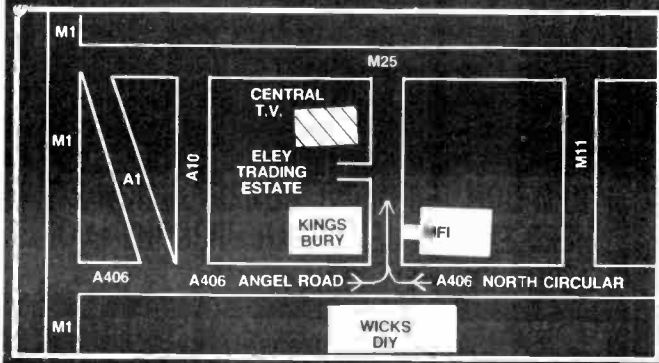 M1
M25
CENTRAL
T.V.
M1
A1
A10
ELEY
TRADING
ESTATE
M11
KINGS
BURY
A406
A406 ANGEL ROAD
A406 NORTH CIRCULAR
M1
WICKS
DIY